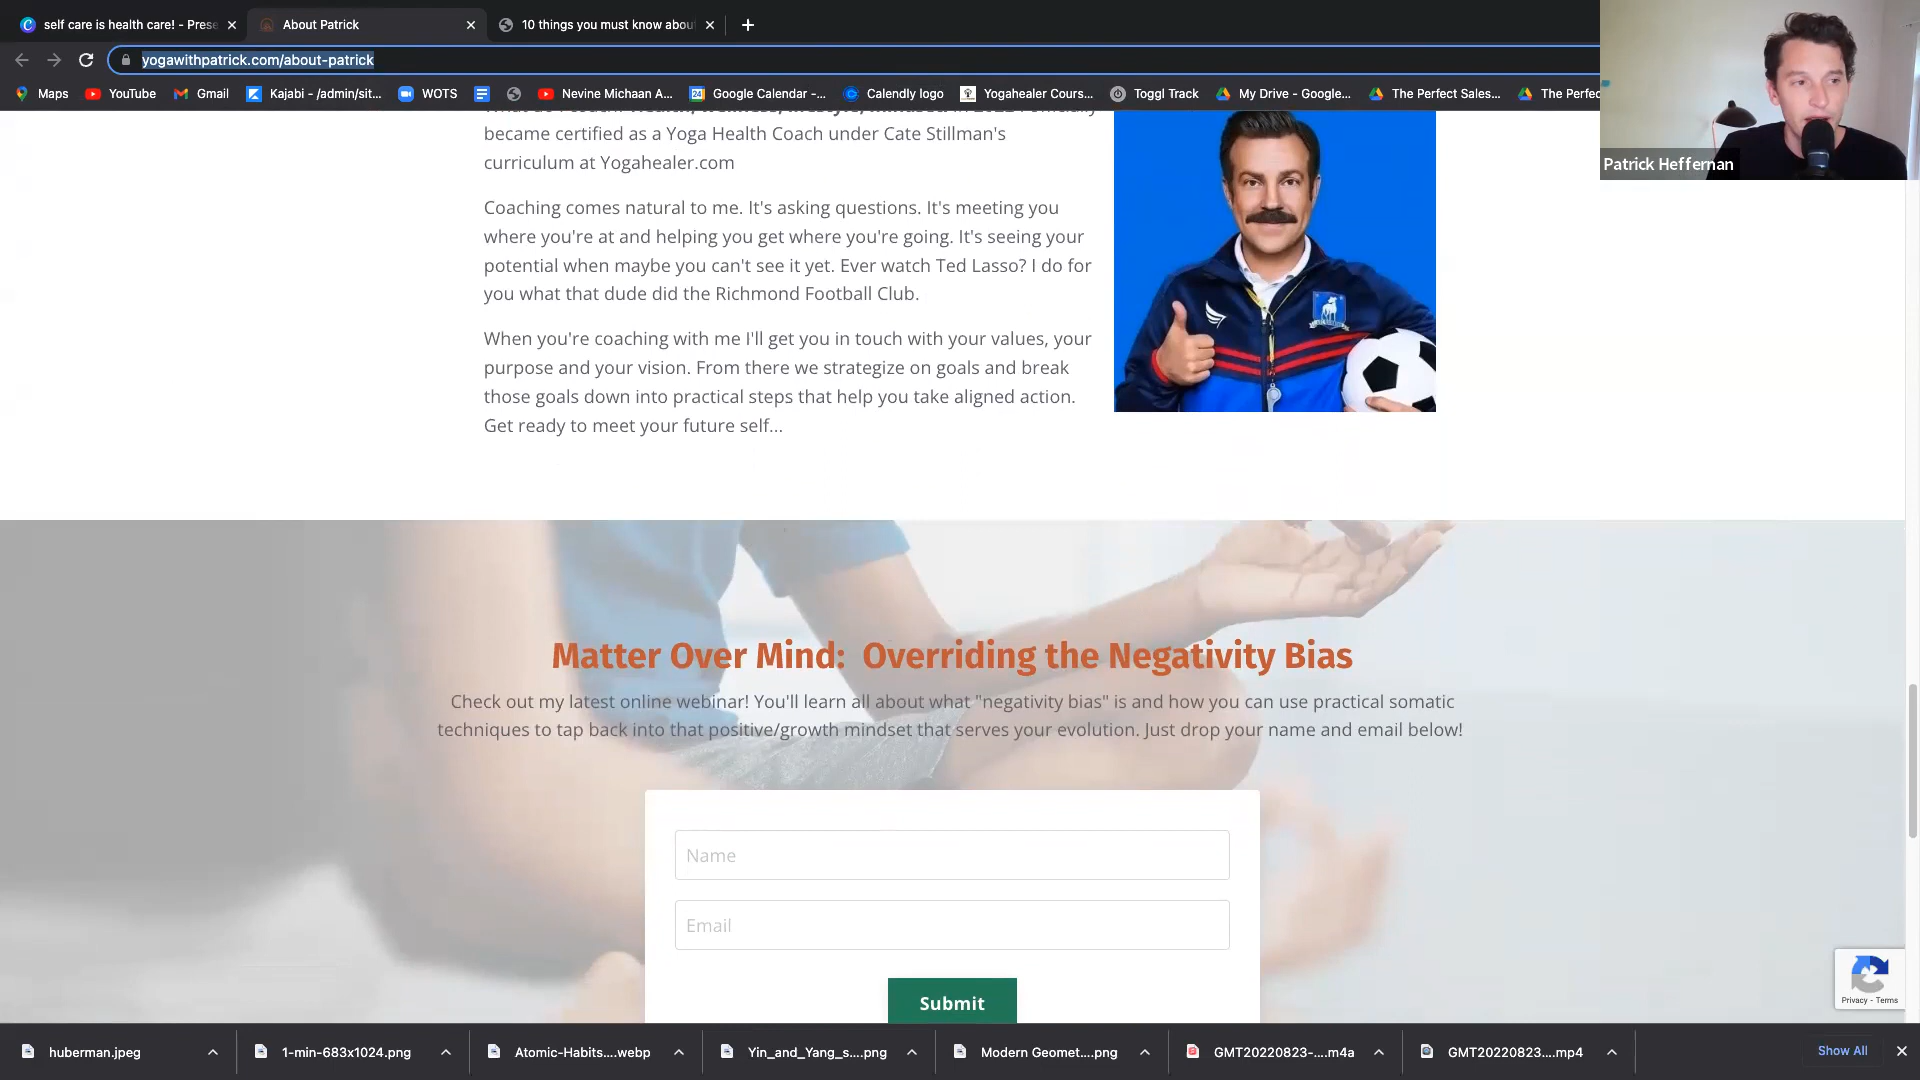 self care is health care! - Prese
About Patrick
10 things you must know abou
yogawithpatrick.com/about-patrick
Maps
YouTube
Gmail
Kajabi - /admin/sit...
WOTS
Nevine Michaan A...
Google Calendar -...
Calendly logo
Yogahealer Cours...
Toggl Track
My Drive - Google...
The Perfect Sales...
The Perfec
Patrick Heffernan
became certified as a Yoga Health Coach under Cate Stillman's
curriculum at Yogahealer.com
Coaching comes natural to me. It's asking questions. It's meeting you
where you're at and helping you get where you're going. It's seeing your
potential when maybe you can't see it yet. Ever watch Ted Lasso? I do for
you what that dude did the Richmond Football Club.
When you're coaching with me I'll get you in touch with your values, your
purpose and your vision. From there we strategize on goals and break
those goals down into practical steps that help you take aligned action.
Get ready to meet your future self...
Matter Over Mind: Overriding the Negativity Bias
Check out my latest online webinar! You'll learn all about what "negativity bias" is and how you can use practical somatic
techniques to tap back into that positive/growth mindset that serves your evolution. Just drop your name and email below!
Name
Email
Submit
Privacy - Terms
huberman.jpeg
1-min-683x1024.png
Atomic-Habits....webp
Yin_and_Yang_s....png
Modern Geomet....png
GMT20220823-....m4a
GMT20220823....mp4
Show All